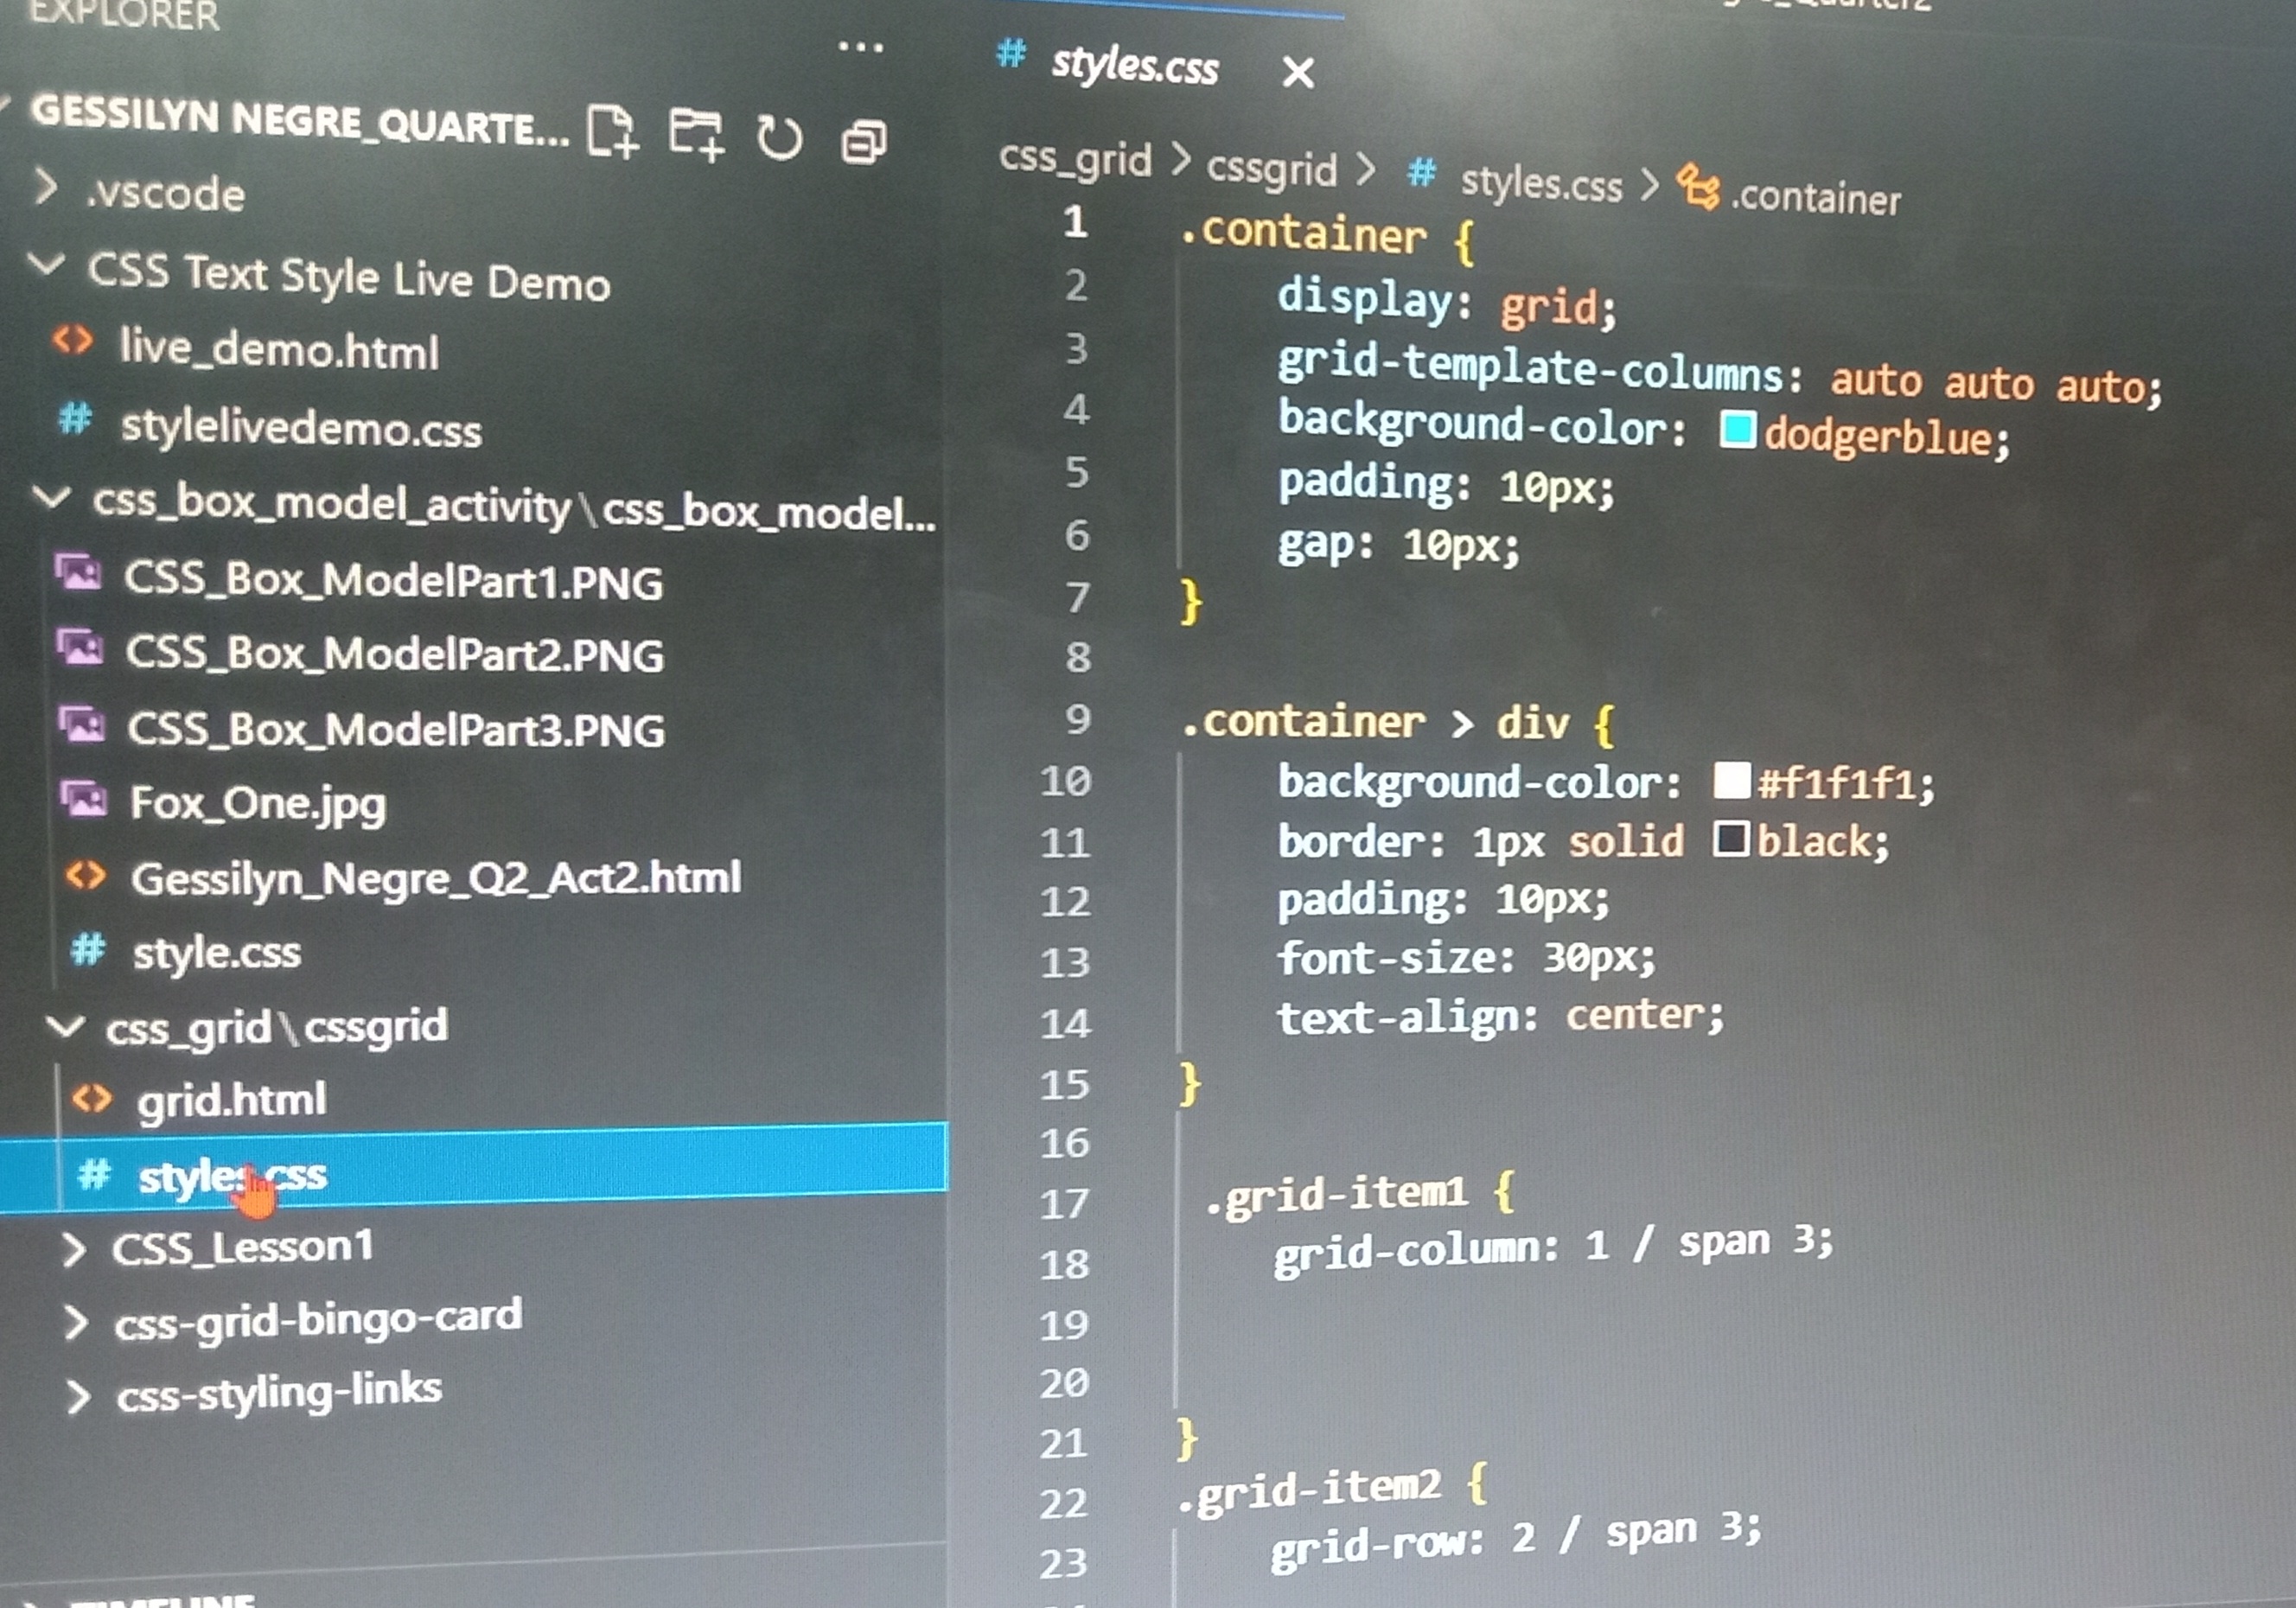 EXPLORER
...
GESSILYN NEGRE_QUARTE...
.vscode
CSS Text Style Live Demo
live_demo.html
# stylelivedemo.css
css_box_model_activity\css_box_model...
CSS_Box_ModelPart1.PNG
CSS_Box_ModelPart2.PNG
CSS_Box_ModelPart3.PNG
Fox_One.jpg
Gessilyn_Negre_Q2_Act2.html
# style.css
css_grid\cssgrid
grid.html
# styles.css
CSS_Lesson1
css-grid-bingo-card
css-styling-links
TIMELINE
# styles.css
css_grid > cssgrid > # styles.css > .container
1 .container {
2 display: grid;
3 grid-template-columns: auto auto auto;
4 background-color: dodgerblue;
5 padding: 10px;
6 gap: 10px;
7 }
8
9 .container > div {
10 background-color: #f1f1f1;
11 border: 1px solid black;
12 padding: 10px;
13 font-size: 30px;
14 text-align: center;
15 }
16
17 .grid-item1 {
18 grid-column: 1 / span 3;
19
20
21 }
22 .grid-item2 {
23 grid-row: 2 / span 3;